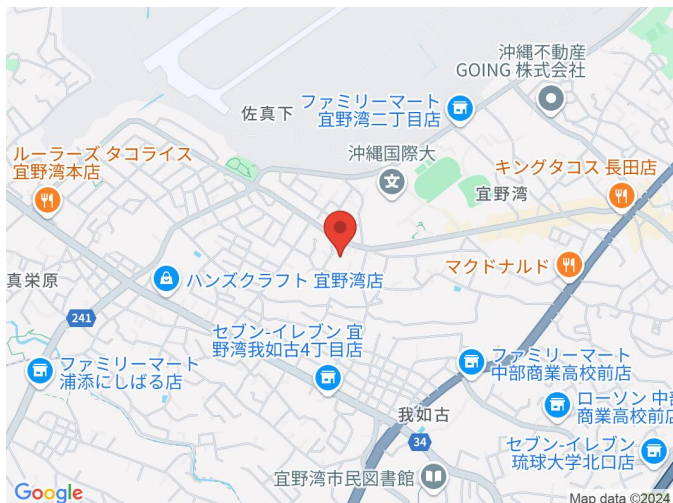 沖縄不動産
GOING 株式会社
ファミリーマート
宜野湾二丁目店
佐真下
ルーラーズ タコライス
宜野湾本店
沖縄国際大
文
キングタコス 長田店
宜野湾
マクドナルド
真栄原
ハンズクラフト 宜野湾店
241
セブン-イレブン 宜
野湾我如古4丁目店
ファミリーマート
浦添にしばる店
ファミリーマート
中部商業高校前店
ローソン 中部
商業高校前店
我如古
34
セブン-イレブン
琉球大学北口店
宜野湾市民図書館
Google
Map data ©2024